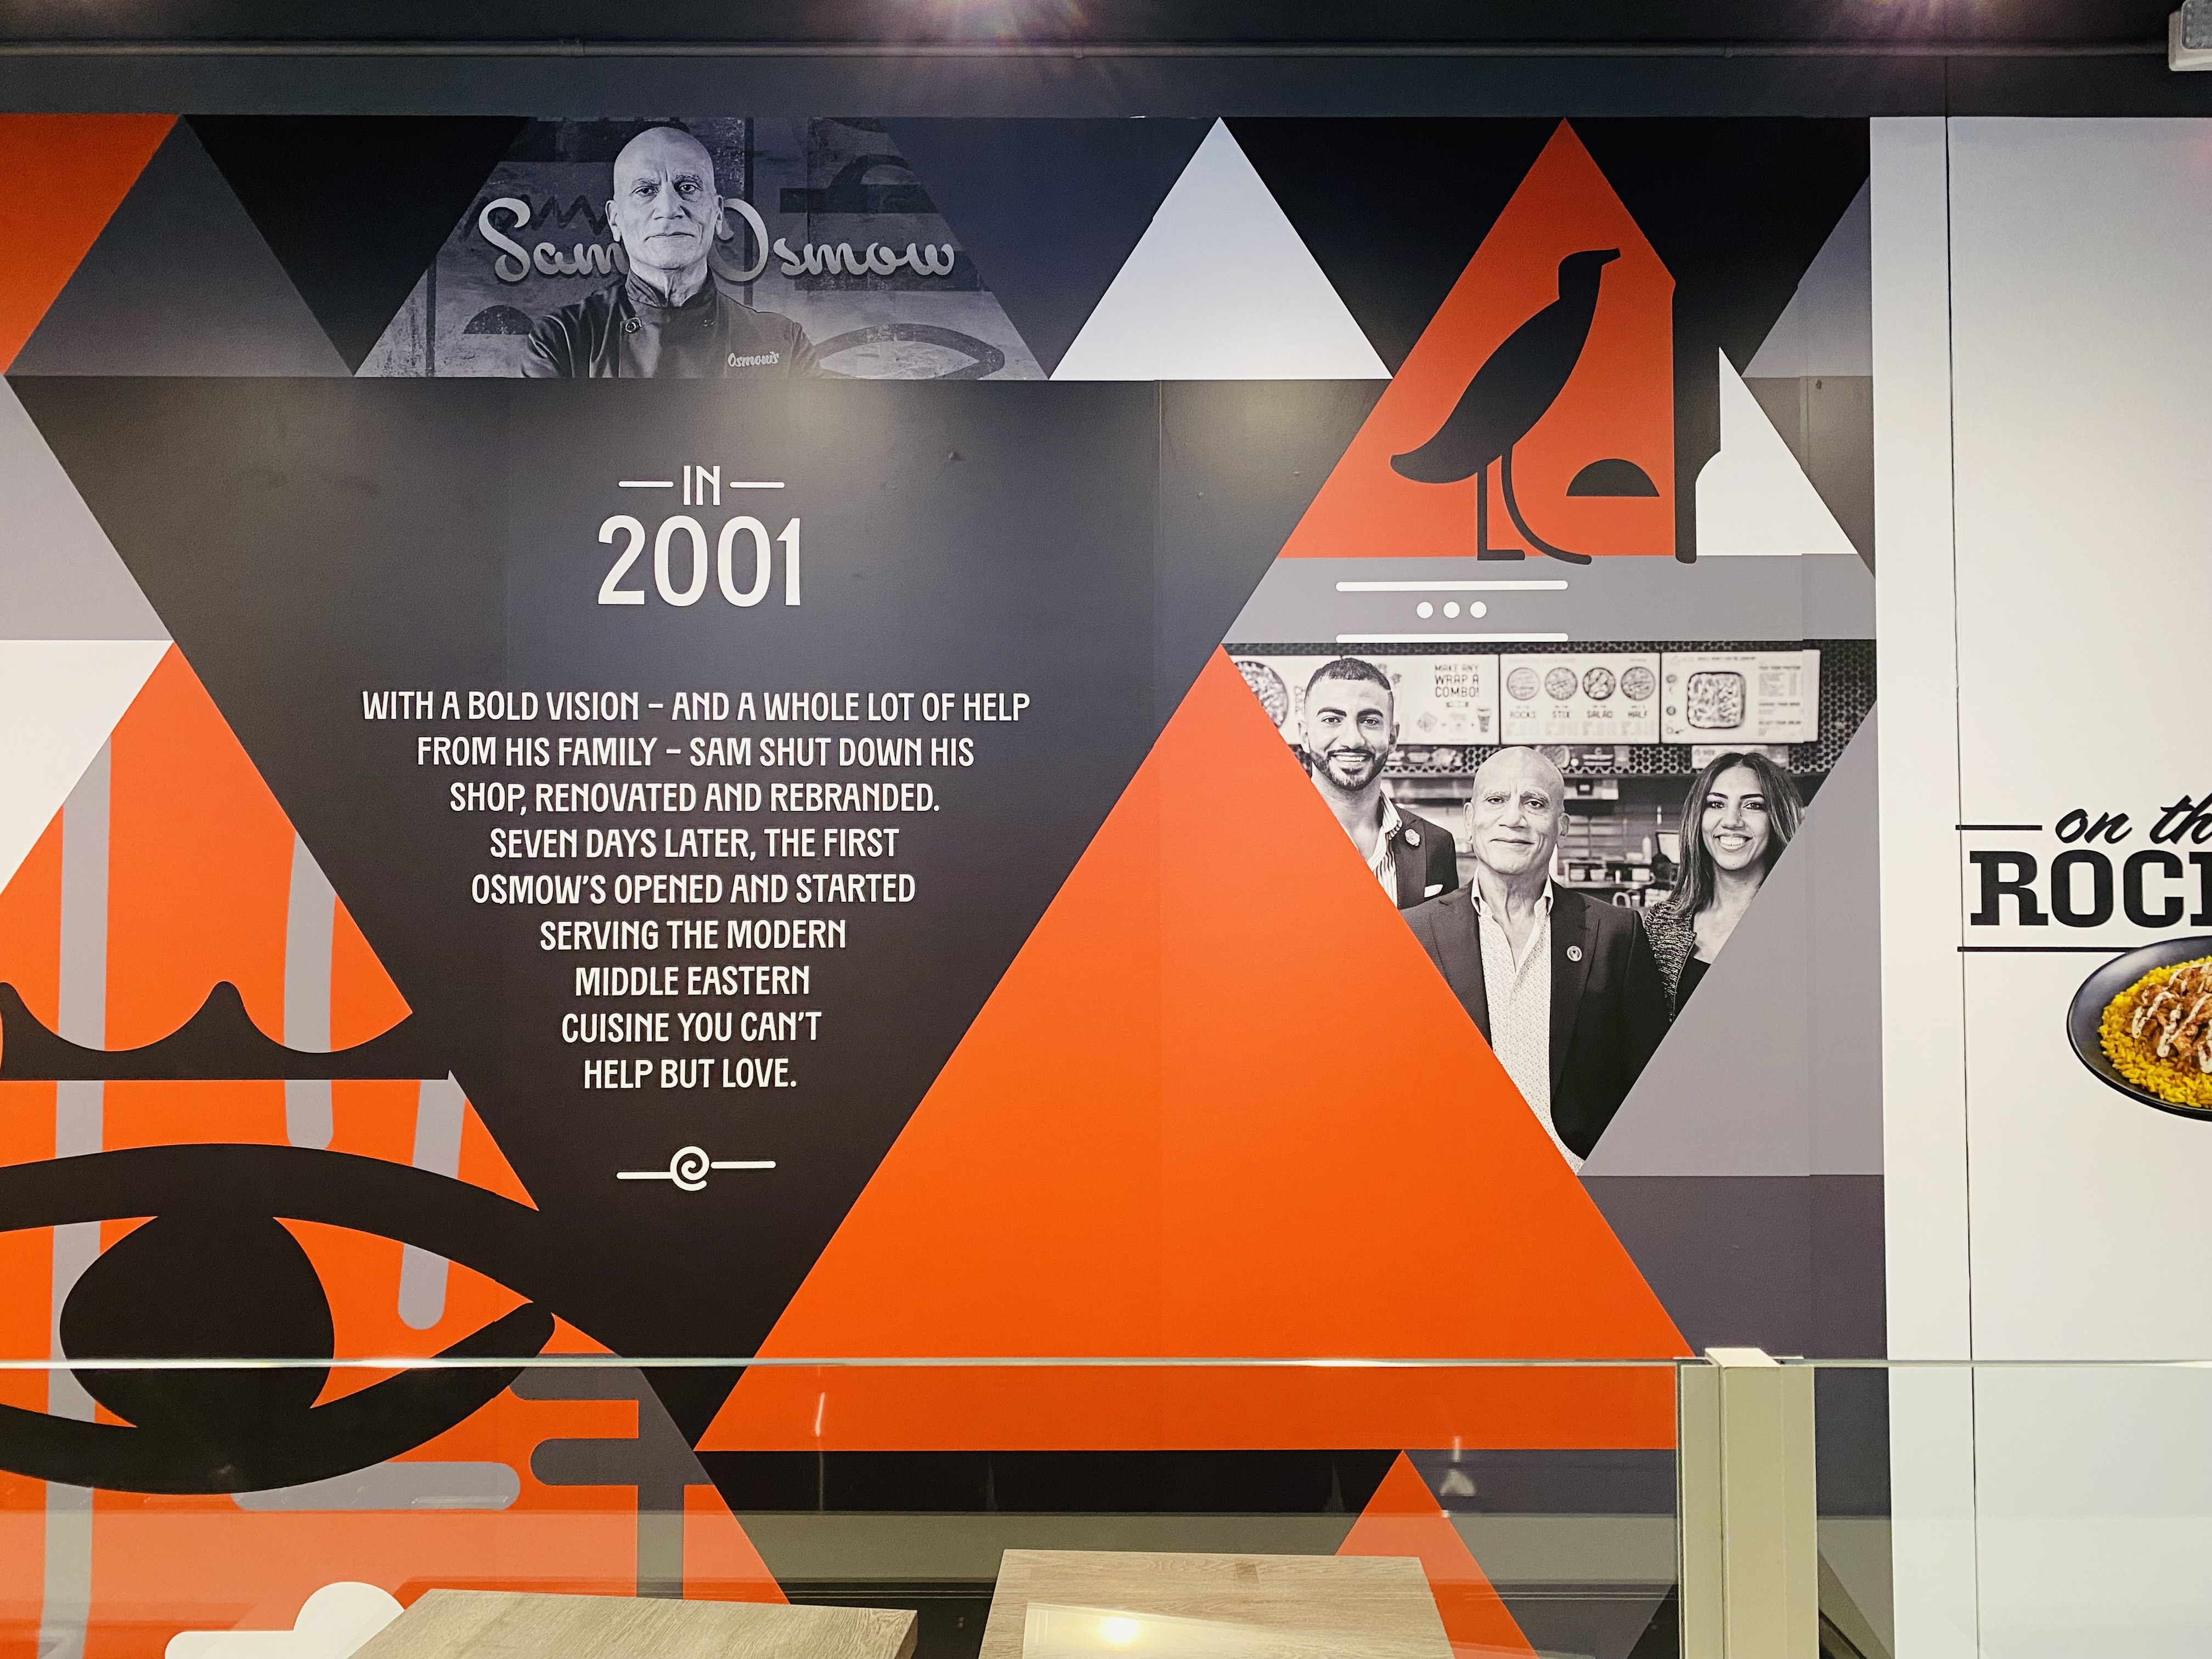 Sam Osmow
Osmow's
IN
2001
WITH A BOLD VISION – AND A WHOLE LOT OF HELP
FROM HIS FAMILY – SAM SHUT DOWN HIS
SHOP, RENOVATED AND REBRANDED.
SEVEN DAYS LATER, THE FIRST
OSMOW'S OPENED AND STARTED
SERVING THE MODERN
MIDDLE EASTERN
CUISINE YOU CAN'T
HELP BUT LOVE.
MAKE ANY
WRAP A
COMBO!
ROCKS STIX SALAD HALF
on th
ROC